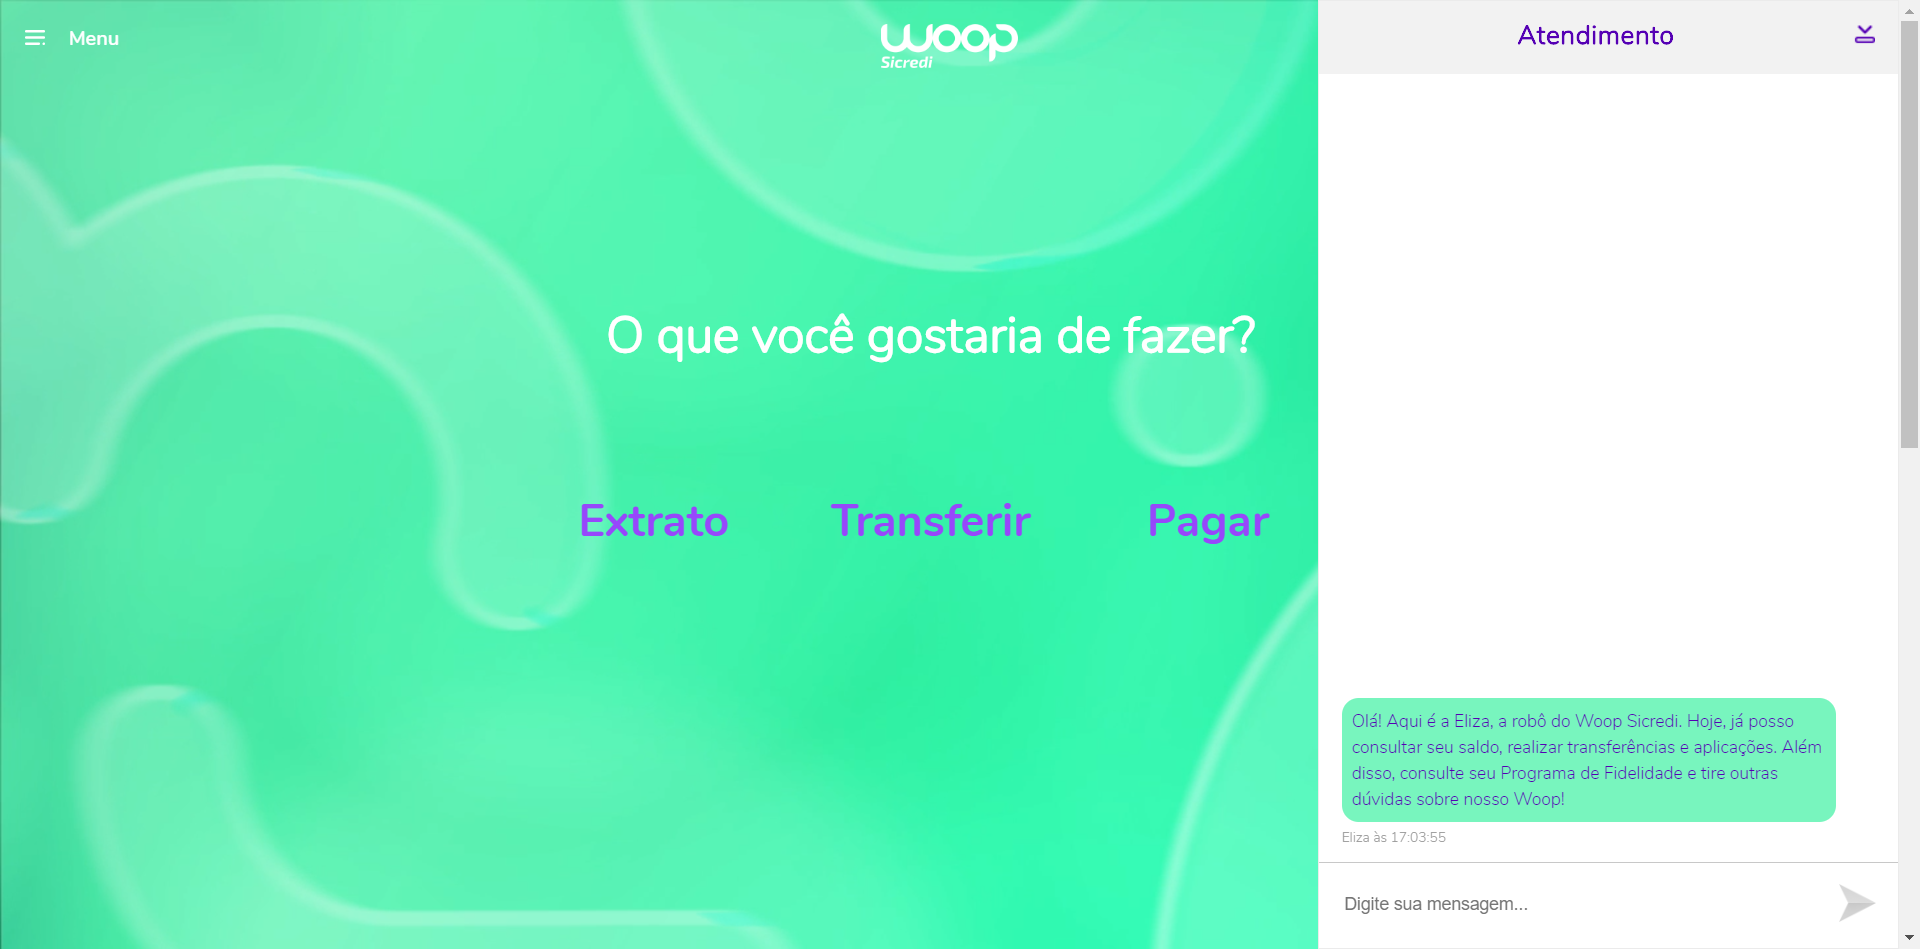 Menu
woop
Sicredi
O que você gostaria de fazer?
Extrato
Transferir
Pagar
Atendimento
Olá! Aqui é a Eliza, a robô do Woop Sicredi. Hoje, já posso
consultar seu saldo, realizar transferências e aplicações. Além
disso, consulte seu Programa de Fidelidade e tire outras
dúvidas sobre nosso Woop!
Eliza às 17:03:55
Digite sua mensagem...